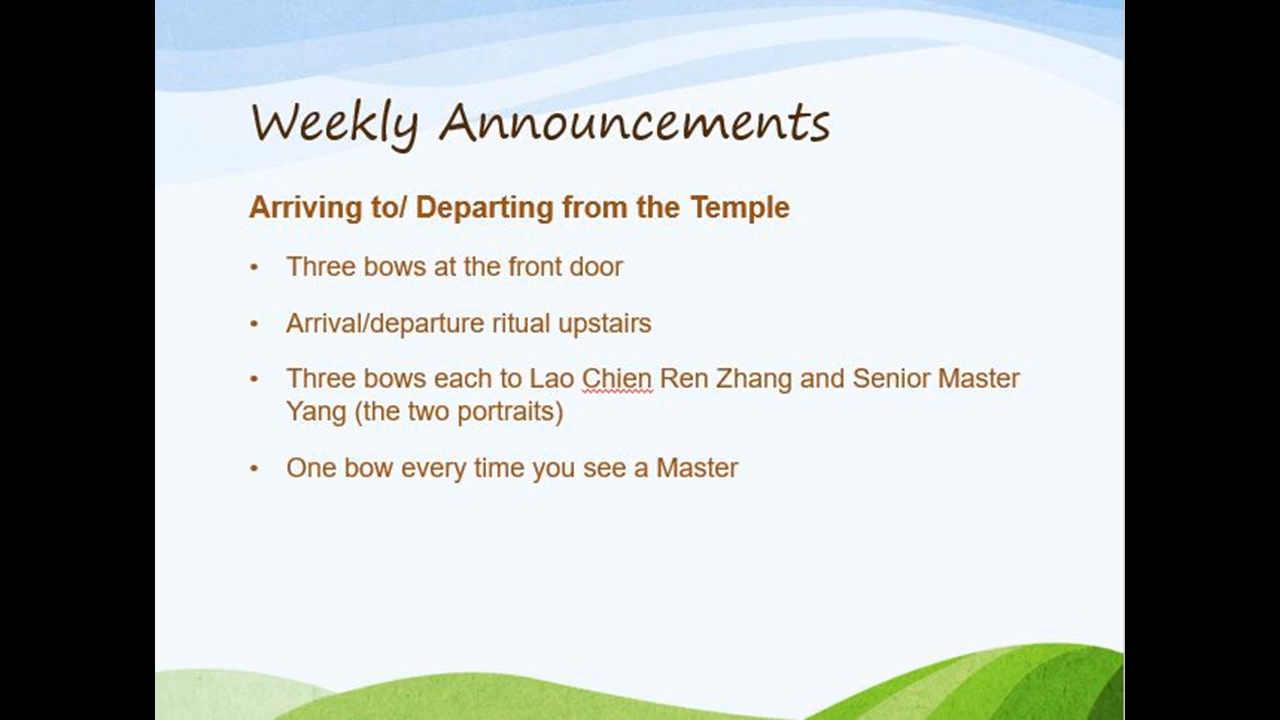 Weekly Announcements
Arriving to/ Departing from the Temple
• Three bows at the front door
• Arrival/departure ritual upstairs
• Three bows each to Lao Chien Ren Zhang and Senior Master
Yang (the two portraits)
• One bow every time you see a Master